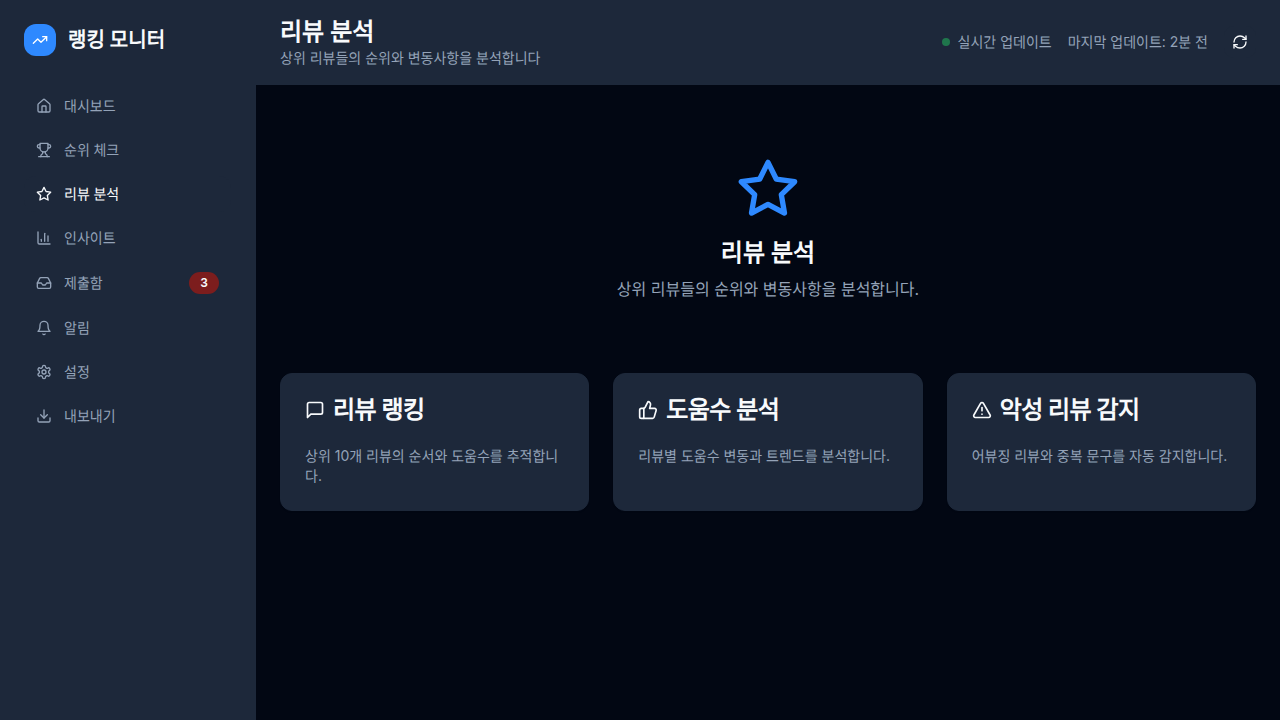 랭킹 모니터
대시보드
순위 체크
리뷰 분석
인사이트
제출함
3
알림
설정
내보내기
리뷰 분석
상위 리뷰들의 순위와 변동사항을 분석합니다
실시간 업데이트
마지막 업데이트: 2분 전
리뷰 분석
상위 리뷰들의 순위와 변동사항을 분석합니다.
리뷰 랭킹
상위 10개 리뷰의 순서와 도움수를 추적합니
다.
도움수 분석
리뷰별 도움수 변동과 트렌드를 분석합니다.
악성 리뷰 감지
어뷰징 리뷰와 중복 문구를 자동 감지합니다.